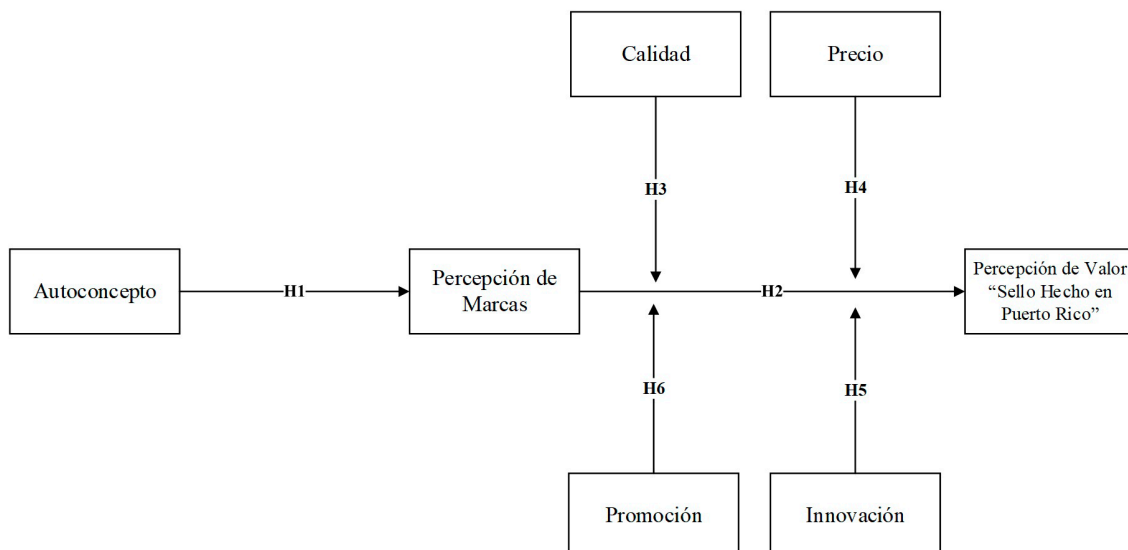 Calidad
Precio
H3
H4
Autoconcepto
H1
Percepción de
Marcas
H2
Percepción de Valor
“Sello Hecho en
Puerto Rico”
H6
H5
Promoción
Innovación